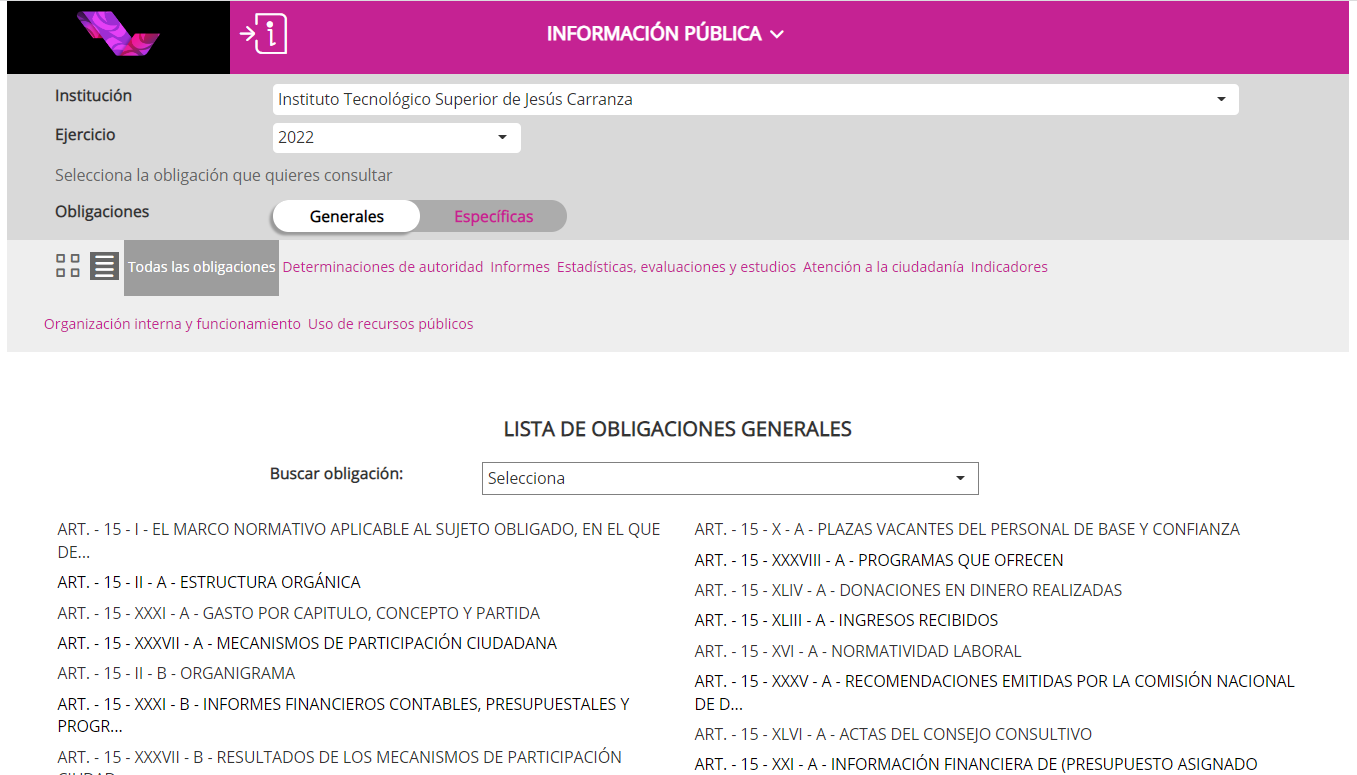 INFORMACIÓN PÚBLICA
Institución
Instituto Tecnológico Superior de Jesús Carranza
Ejercicio
2022
Selecciona la obligación que quieres consultar
Obligaciones
Generales
Específicas
Todas las obligaciones Determinaciones de autoridad Informes Estadísticas, evaluaciones y estudios Atención a la ciudadanía Indicadores
Organización interna y funcionamiento Uso de recursos públicos
LISTA DE OBLIGACIONES GENERALES
Buscar obligación:
Selecciona
ART. - 15 - I - EL MARCO NORMATIVO APLICABLE AL SUJETO OBLIGADO, EN EL QUE
DE...
ART. - 15 - II - A - ESTRUCTURA ORGÁNICA
ART. - 15 - XXXI - A - GASTO POR CAPITULO, CONCEPTO Y PARTIDA
ART. - 15 - XXXVII - A - MECANISMOS DE PARTICIPACIÓN CIUDADANA
ART. - 15 - II - B - ORGANIGRAMA
ART. - 15 - XXXI - B - INFORMES FINANCIEROS CONTABLES, PRESUPUESTALES Y
PROGR...
ART. - 15 - XXXVII - B - RESULTADOS DE LOS MECANISMOS DE PARTICIPACIÓN
ART. - 15 - X - A - PLAZAS VACANTES DEL PERSONAL DE BASE Y CONFIANZA
ART. - 15 - XXXVIII - A - PROGRAMAS QUE OFRECEN
ART. - 15 - XLIV - A - DONACIONES EN DINERO REALIZADAS
ART. - 15 - XLIII - A - INGRESOS RECIBIDOS
ART. - 15 - XVI - A - NORMATIVIDAD LABORAL
ART. - 15 - XXXV - A - RECOMENDACIONES EMITIDAS POR LA COMISIÓN NACIONAL
DE D...
ART. - 15 - XLVI - A - ACTAS DEL CONSEJO CONSULTIVO
ART. - 15 - XXI - A - INFORMACIÓN FINANCIERA DE (PRESUPUESTO ASIGNADO